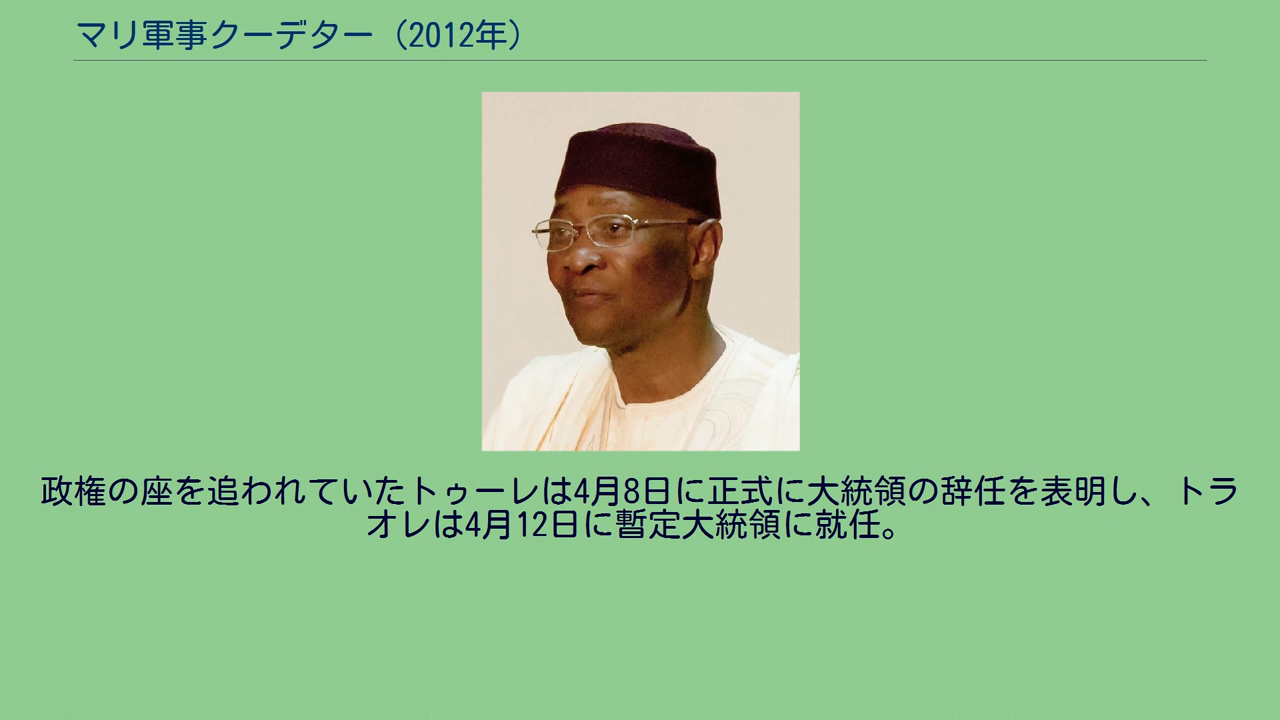 マリ軍事クーデター（2012年）
政権の座を追われていたトゥーレは4月8日に正式に大統領の辞任を表明し、トラ
オレは4月12日に暫定大統領に就任。